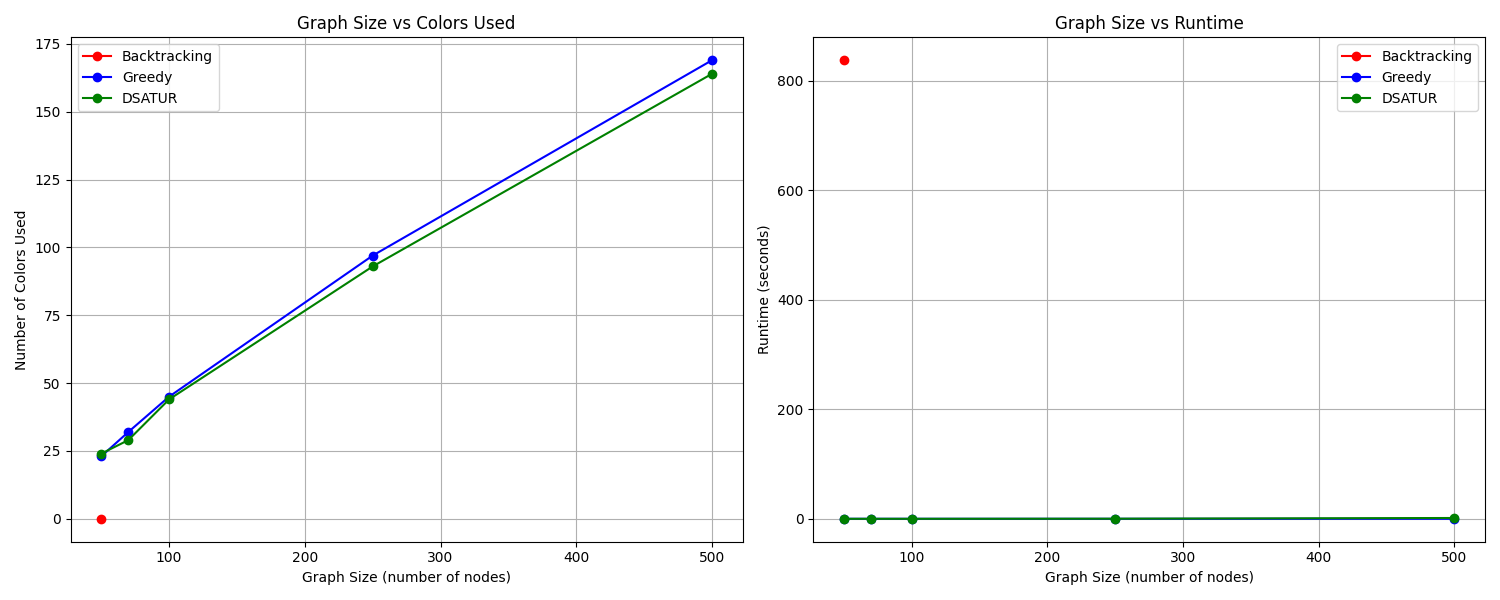 Graph Size vs Colors Used
Number of Colors Used
175
150
125
100
75
50
25
0
Backtracking
Greedy
DSATUR
100
200
300
400
500
Graph Size (number of nodes)
Graph Size vs Runtime
Runtime (seconds)
800
600
400
200
0
Backtracking
Greedy
DSATUR
100
200
300
400
500
Graph Size (number of nodes)